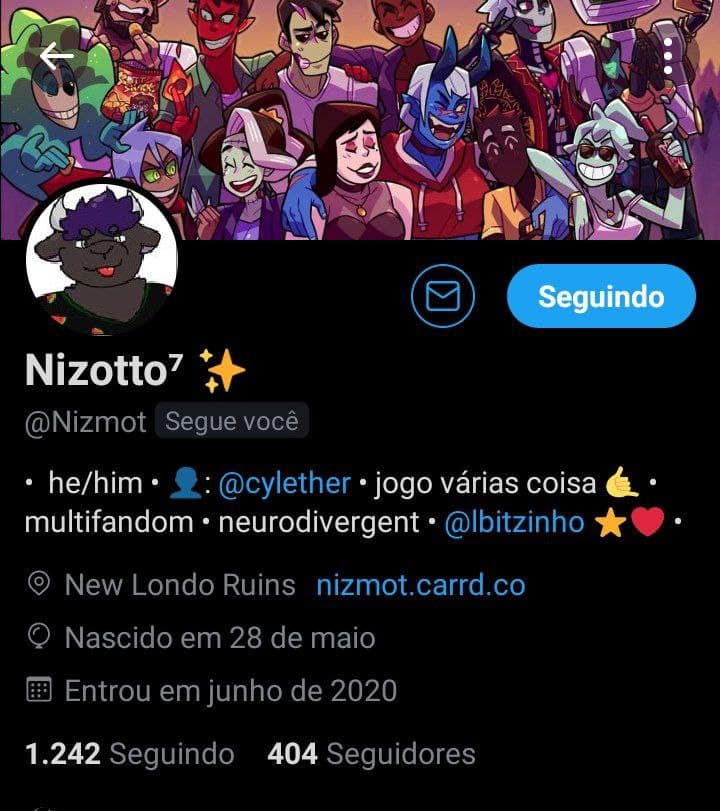 Seguindo
Nizotto⁷ ✨
@Nizmot Segue você
• he/him • 👤: @cylether • jogo várias coisa 🤙 •
multifandom • neurodivergent • @lbitzinho ⭐❤️ •
New Londo Ruins nizmot.carrd.co
Nascido em 28 de maio
Entrou em junho de 2020
1.242 Seguindo 404 Seguidores